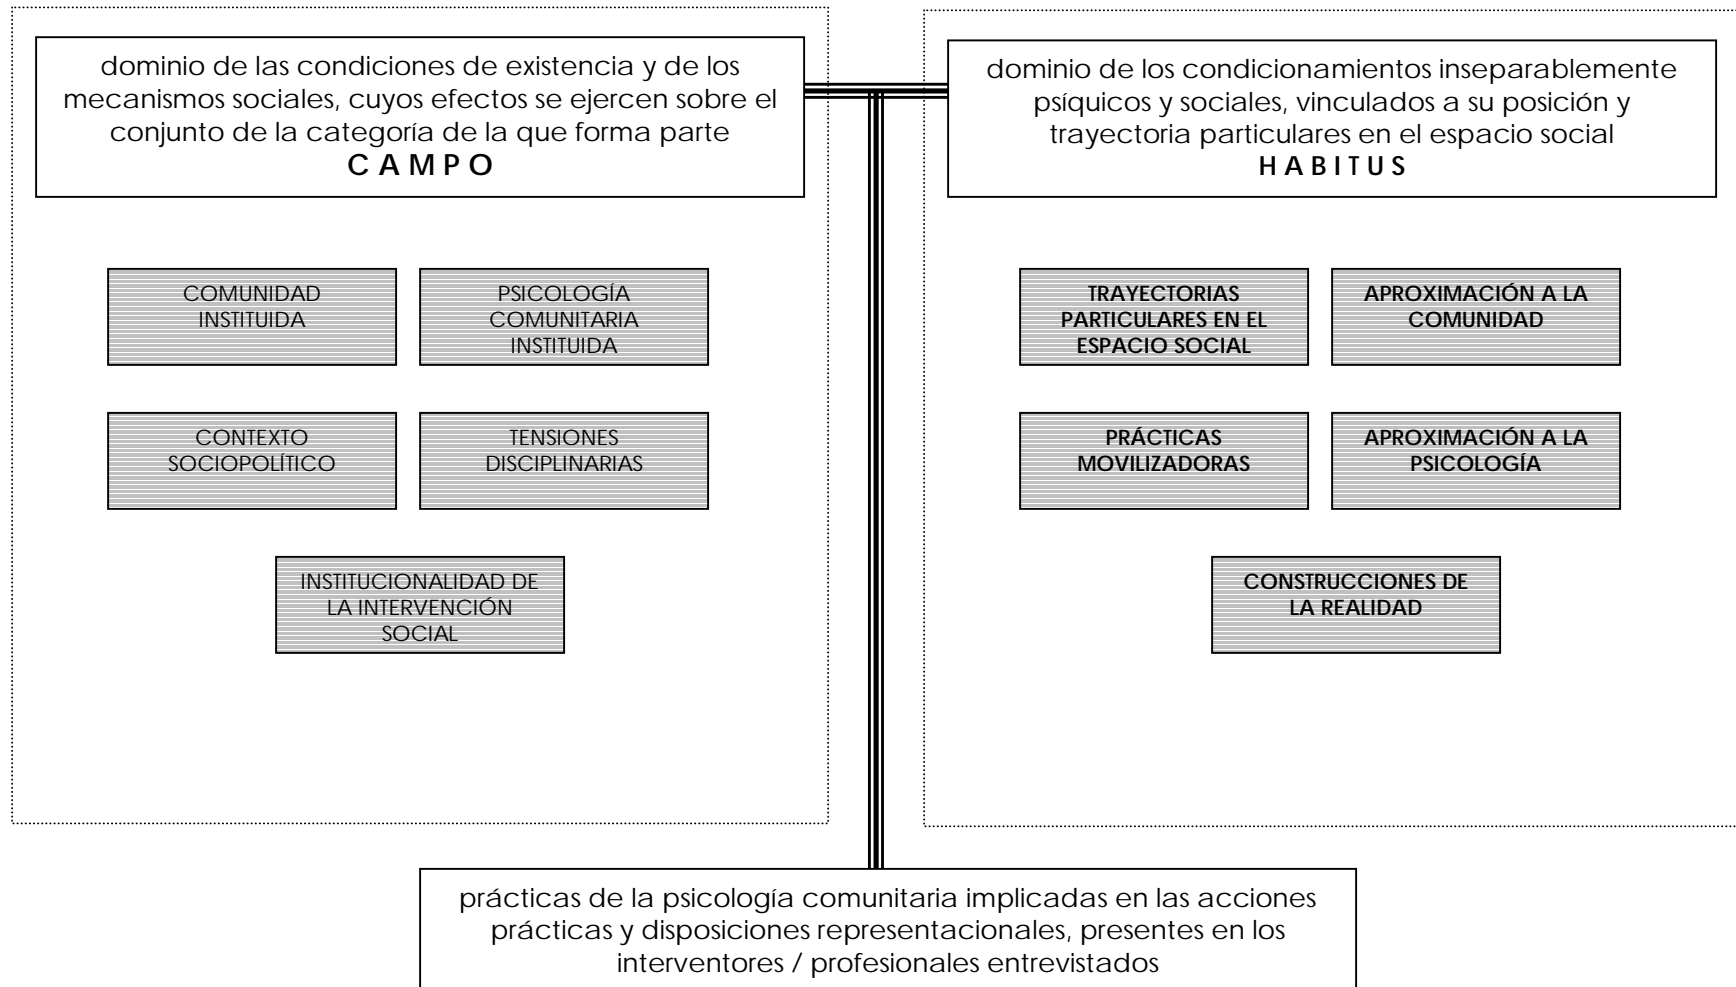 dominio de las condiciones de existencia y de los
mecanismos sociales, cuyos efectos se ejercen sobre el
conjunto de la categoría de la que forma parte
CAMPO
dominio de los condicionamientos inseparablemente
psíquicos y sociales, vinculados a su posición y
trayectoria particulares en el espacio social
HABITUS
COMUNIDAD
INSTITUIDA
PSICOLOGÍA
COMUNITARIA
INSTITUIDA
CONTEXTO
SOCIOPOLÍTICO
TENSIONES
DISCIPLINARIAS
INSTITUCIONALIDAD DE
LA INTERVENCIÓN
SOCIAL
TRAYECTORIAS
PARTICULARES EN EL
ESPACIO SOCIAL
APROXIMACIÓN A LA
COMUNIDAD
PRÁCTICAS
MOVILIZADORAS
APROXIMACIÓN A LA
PSICOLOGÍA
CONSTRUCCIONES DE
LA REALIDAD
prácticas de la psicología comunitaria implicadas en las acciones
prácticas y disposiciones representacionales, presentes en los
interventores / profesionales entrevistados